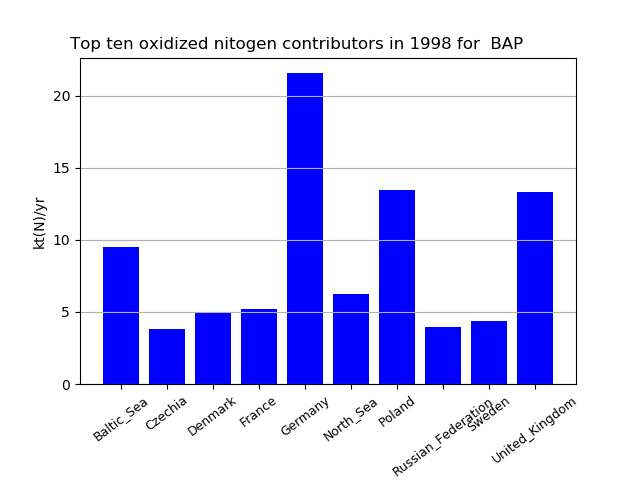 Top ten oxidized nitogen contributors in 1998 for  BAP
kt(N)/yr
20
15
10
5
0
Baltic_Sea
Czechia
Denmark
France
Germany
North_Sea
Poland
Russian_Federation
Sweden
United_Kingdom